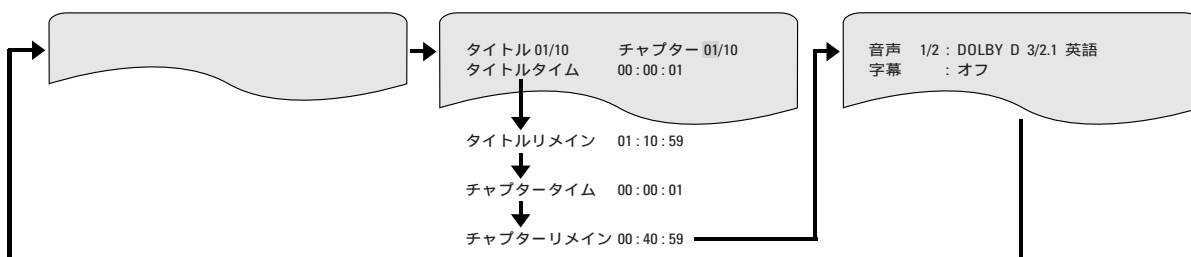 タイトル 01/10 チャプター 01/10
タイトルタイム 00:00:01
タイトルリメイン 01:10:59
チャプタータイム 00:00:01
チャプターリメイン 00:40:59
音声 1/2 : DOLBY D 3/2.1 英語
字幕 : オフ